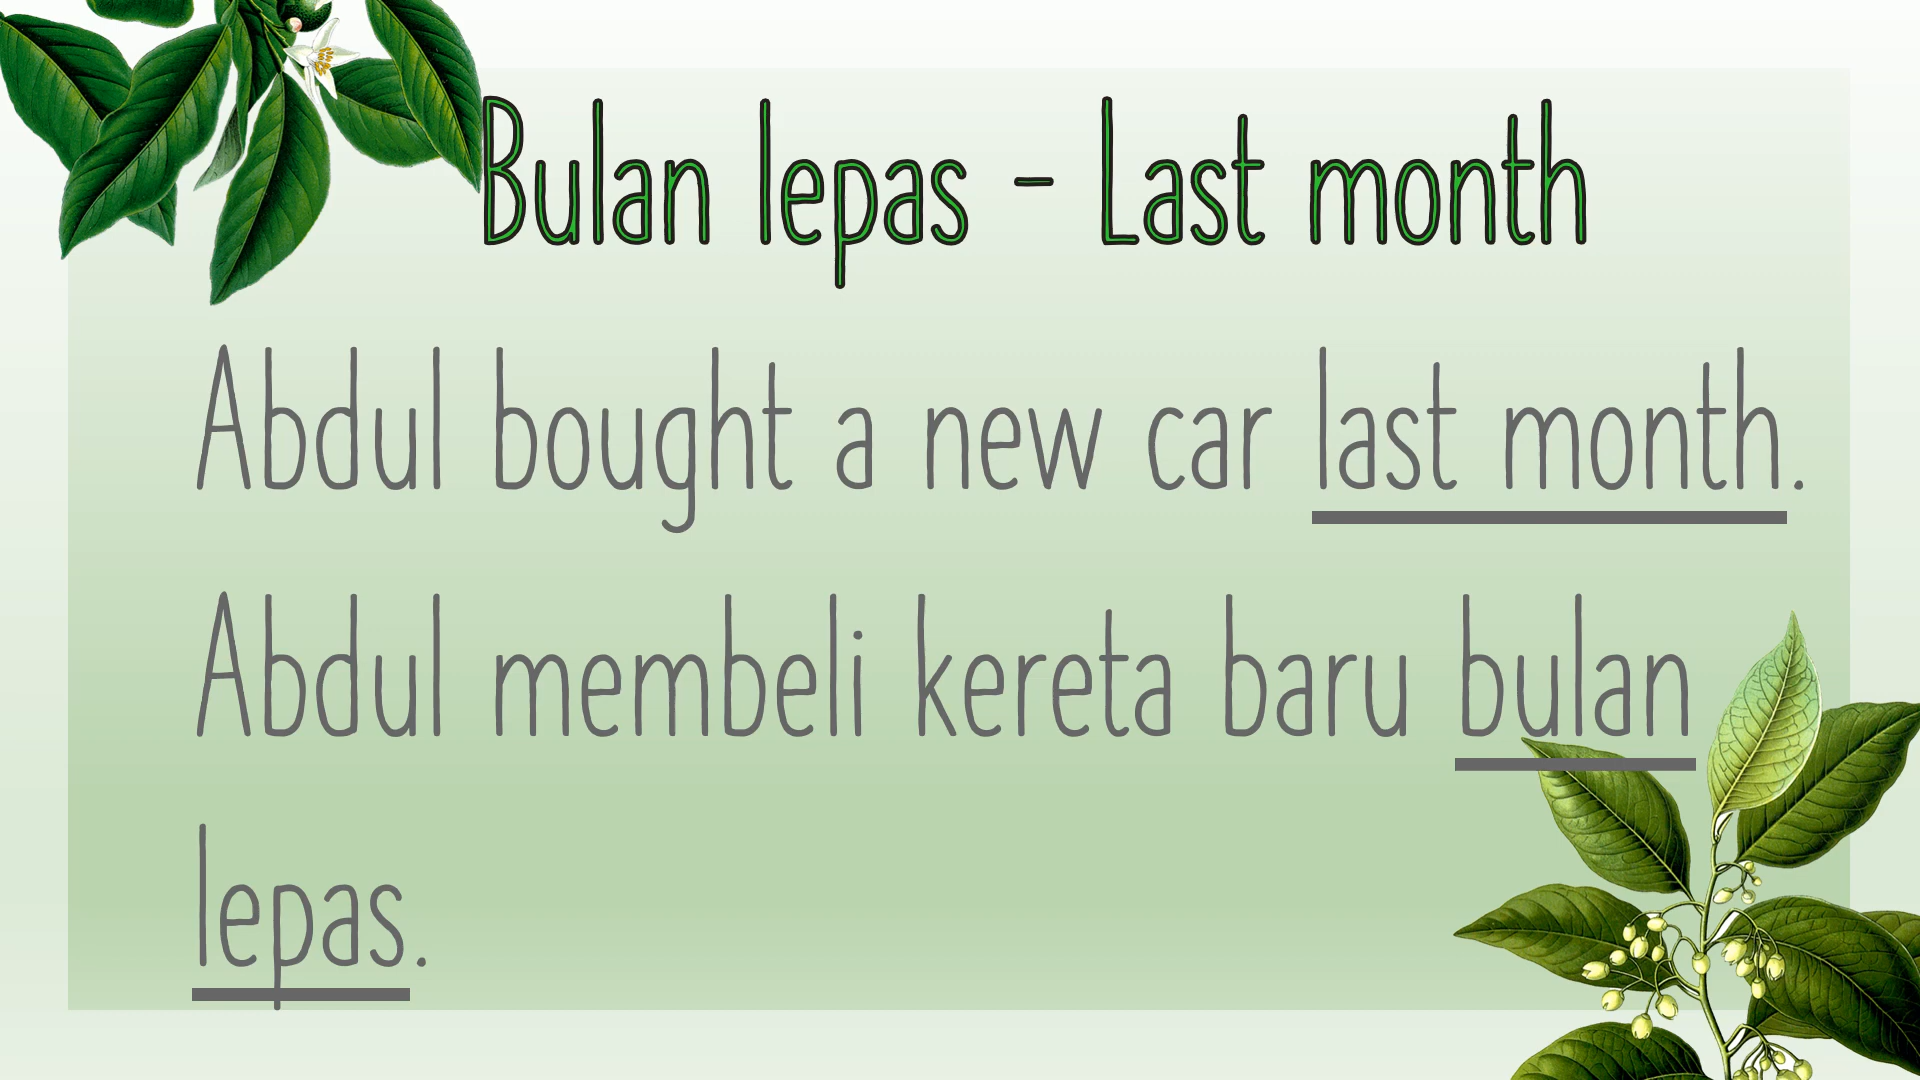 Bulan lepas - Last month
Abdul bought a new car last month.
Abdul membeli kereta baru bulan
lepas.